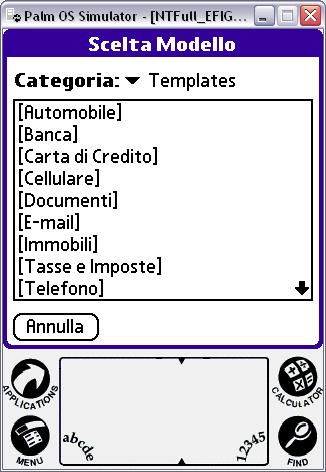 Palm OS Simulator - [NTFull_EFIG...
Scelta Modello
Categoria: Templates
[Automobile]
[Banca]
[Carta di Credito]
[Cellulare]
[Documenti]
[E-mail]
[Immobili]
[Tasse e Imposte]
[Telefono]
Annulla
APPLICATIONS
CALCULATOR
MENU
abcde
12345
FIND